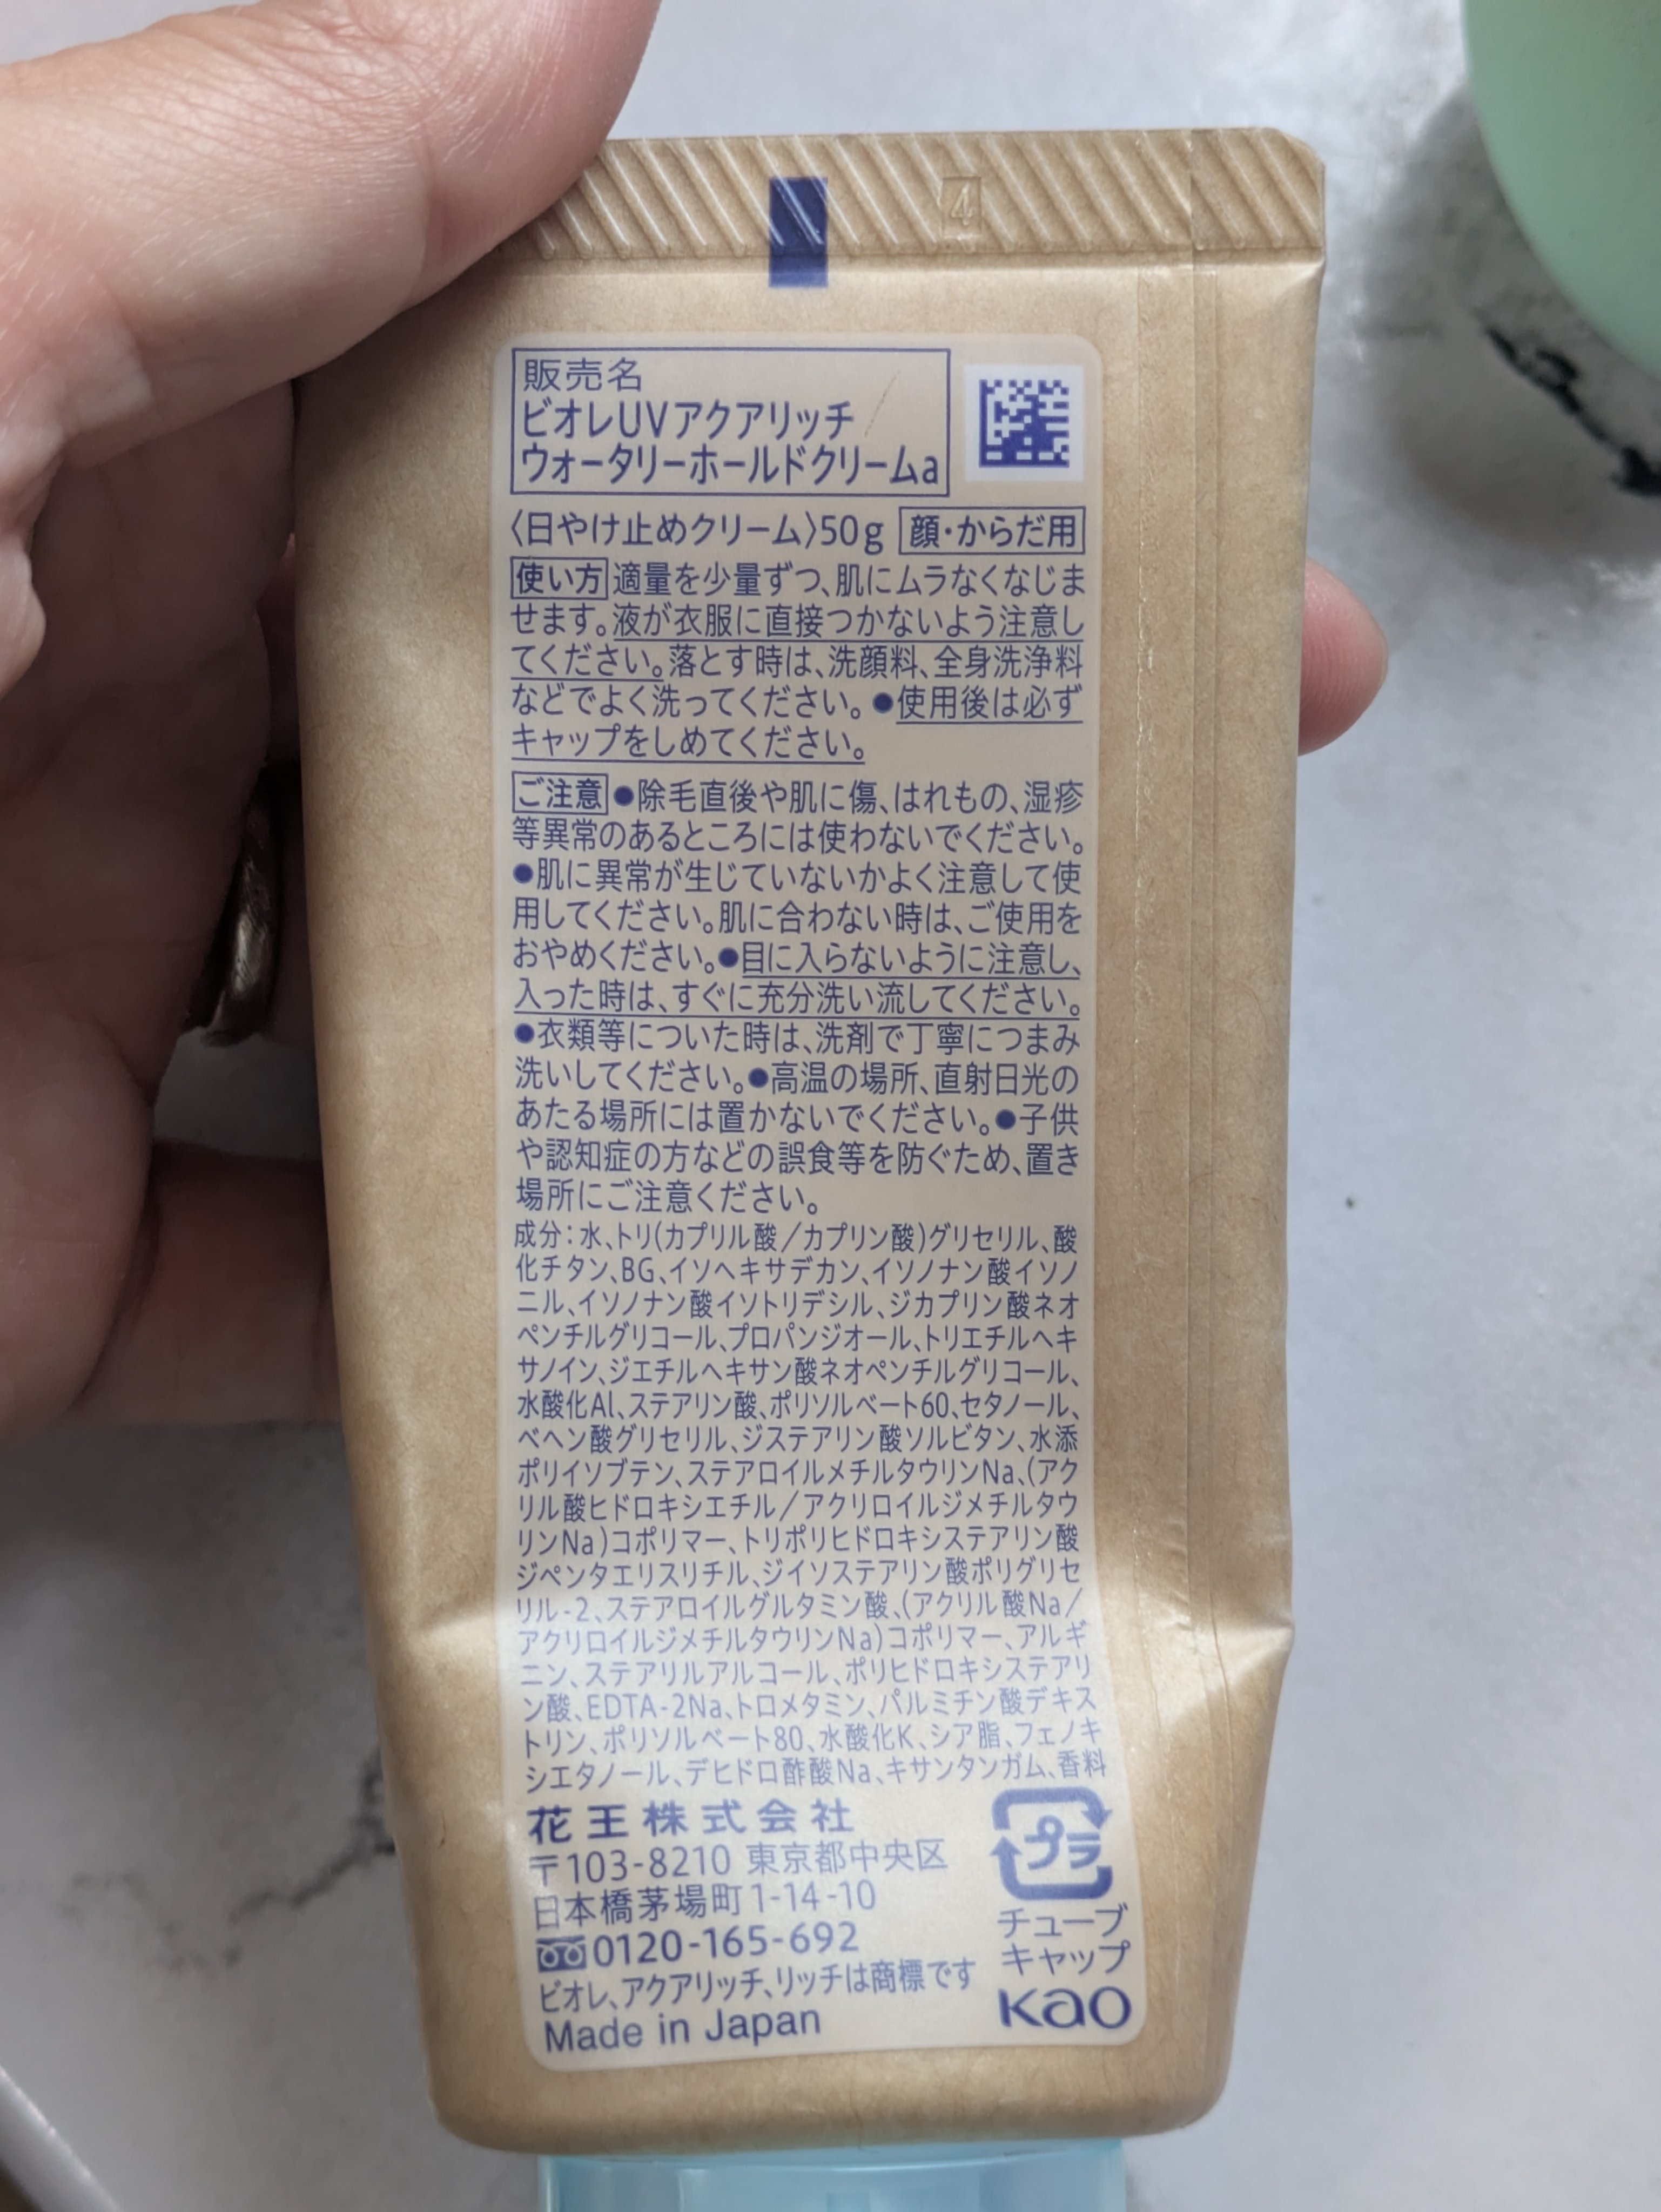 4
販売名
ビオレUVアクアリッチ
ウォータリーホールドクリームa
〈日やけ止めクリーム〉50g 顔・からだ用
使い方 適量を少量ずつ、肌にムラなくなじま
せます。液が衣服に直接つかないよう注意し
てください。落とす時は、洗顔料、全身洗浄料
などでよく洗ってください。●使用後は必ず
キャップをしめてください。
ご注意 ●除毛直後や肌に傷、はれもの、湿疹
等異常のあるところには使わないでください。
●肌に異常が生じていないかよく注意して使
用してください。肌に合わない時は、ご使用を
おやめください。●目に入らないように注意し、
入った時は、すぐに充分洗い流してください。
●衣類等についた時は、洗剤で丁寧につまみ
洗いしてください。●高温の場所、直射日光の
あたる場所には置かないでください。●子供
や認知症の方などの誤食等を防ぐため、置き
場所にご注意ください。
成分：水、トリ(カプリル酸／カプリン酸)グリセリル、酸
化チタン、BG、イソヘキサデカン、イソノナン酸イソノ
ニル、イソノナン酸イソトリデシル、ジカプリン酸ネオ
ペンチルグリコール、プロパンジオール、トリエチルヘキ
サノイン、ジエチルヘキサン酸ネオペンチルグリコール、
水酸化Al、ステアリン酸、ポリソルベート60、セタノール、
ベヘン酸グリセリル、ジステアリン酸ソルビタン、水添
ポリイソブテン、ステアロイルメチルタウリンNa、(アク
リル酸ヒドロキシエチル／アクリロイルジメチルタウ
リンNa)コポリマー、トリポリヒドロキシステアリン酸
ジペンタエリスリチル、ジイソステアリン酸ポリグリセ
リル-2、ステアロイルグルタミン酸、(アクリル酸Na／
アクリロイルジメチルタウリンNa)コポリマー、アルギ
ニン、ステアリルアルコール、ポリヒドロキシステアリ
ン酸、EDTA-2Na、トロメタミン、パルミチン酸デキス
トリン、ポリソルベート80、水酸化K、シア脂、フェノキ
シエタノール、デヒドロ酢酸Na、キサンタンガム、香料
花王株式会社
〒103-8210 東京都中央区
日本橋茅場町1-14-10
0120-165-692
ビオレ、アクアリッチ、リッチは商標です
Made in Japan
プラ
チューブ
キャップ
Kao